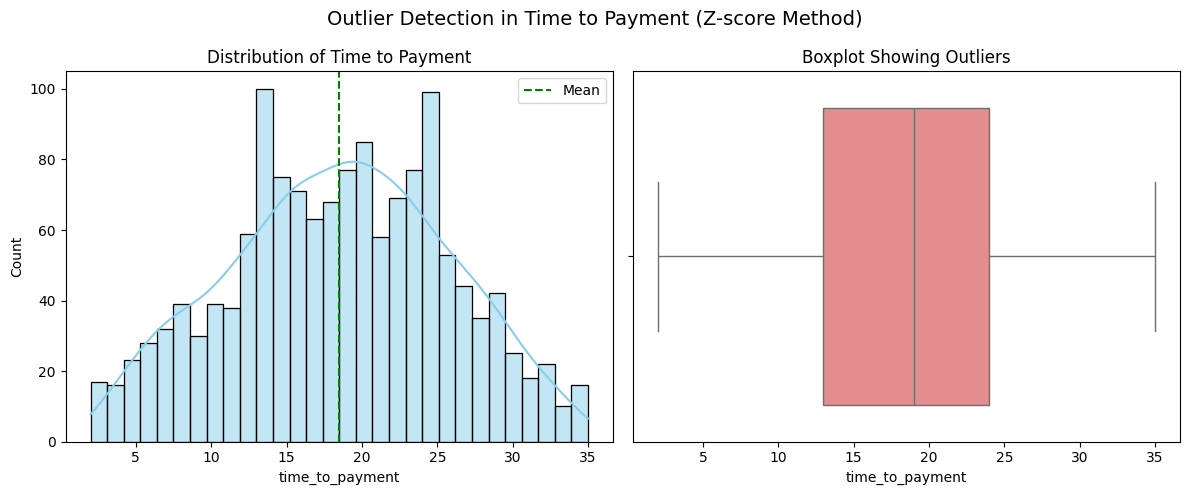 Outlier Detection in Time to Payment (Z-score Method)
Distribution of Time to Payment
Mean
100
80
60
40
20
0
Count
5 10 15 20 25 30 35
time_to_payment
Boxplot Showing Outliers
5 10 15 20 25 30 35
time_to_payment